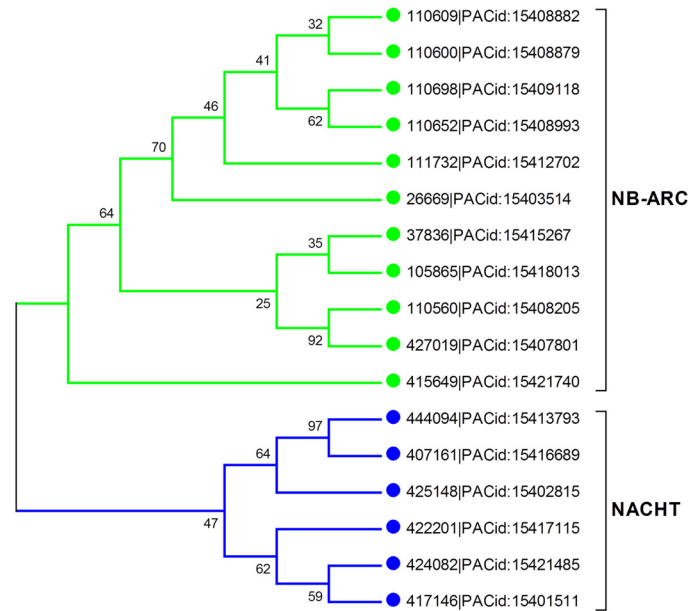 110609|PACid:15408882
32
110600|PACid:15408879
41
110698|PACid:15409118
46
62
110652|PACid:15408993
70
111732|PACid:15412702
26669|PACid:15403514
NB-ARC
64
37836|PACid:15415267
35
105865|PACid:15418013
25
110560|PACid:15408205
92
427019|PACid:15407801
415649|PACid:15421740
444094|PACid:15413793
97
407161|PACid:15416689
64
425148|PACid:15402815
NACHT
47
422201|PACid:15417115
62
424082|PACid:15421485
59
417146|PACid:15401511